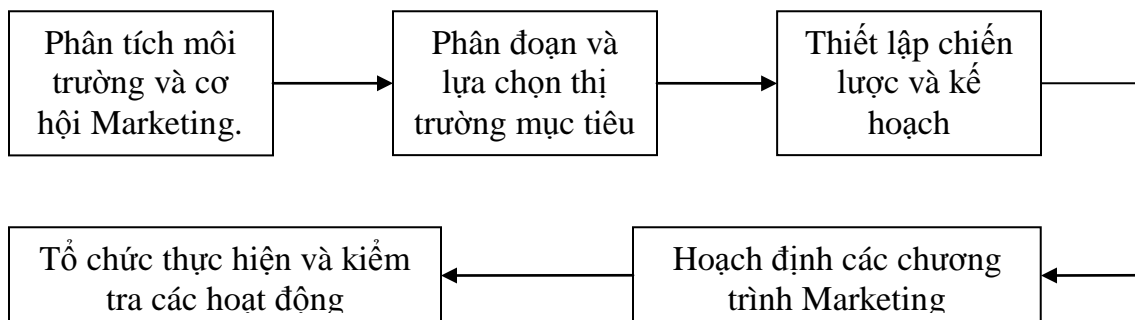 Phân tích môi
trường và cơ
hội Marketing.
Phân đoạn và
lựa chọn thị
trường mục tiêu
Thiết lập chiến
lược và kế
hoạch
Tổ chức thực hiện và kiểm
tra các hoạt động
Hoạch định các chương
trình Marketing